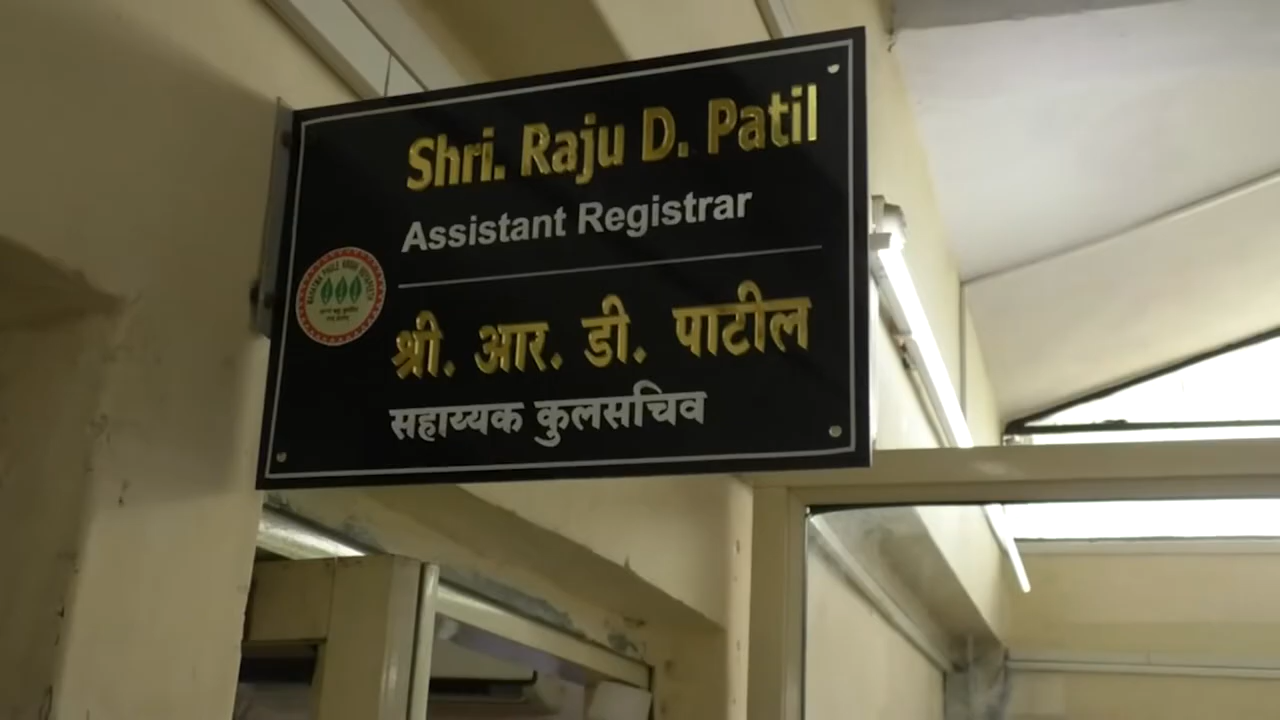 Shri. Raju D. Patil
Assistant Registrar
श्री. आर. डी. पाटील
सहाय्यक कुलसचिव